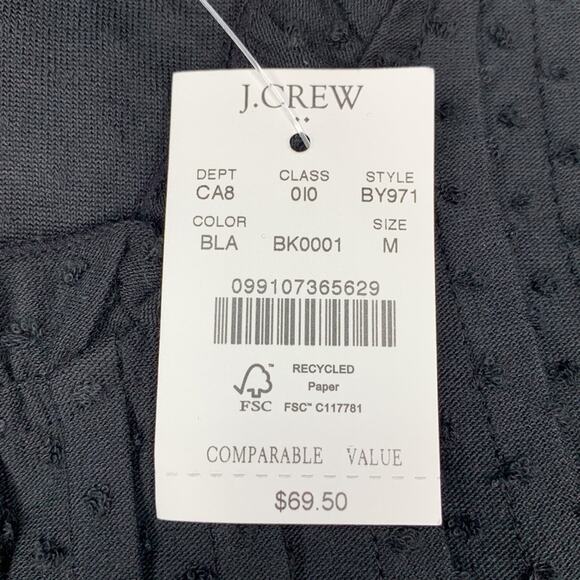 J.CREW
DEPT CLASS STYLE
CA8 010 BY971
COLOR SIZE
BLA BK0001 M
099107365629
RECYCLED
Paper
FSC™ FSC™ C117781
COMPARABLE VALUE
$69.50